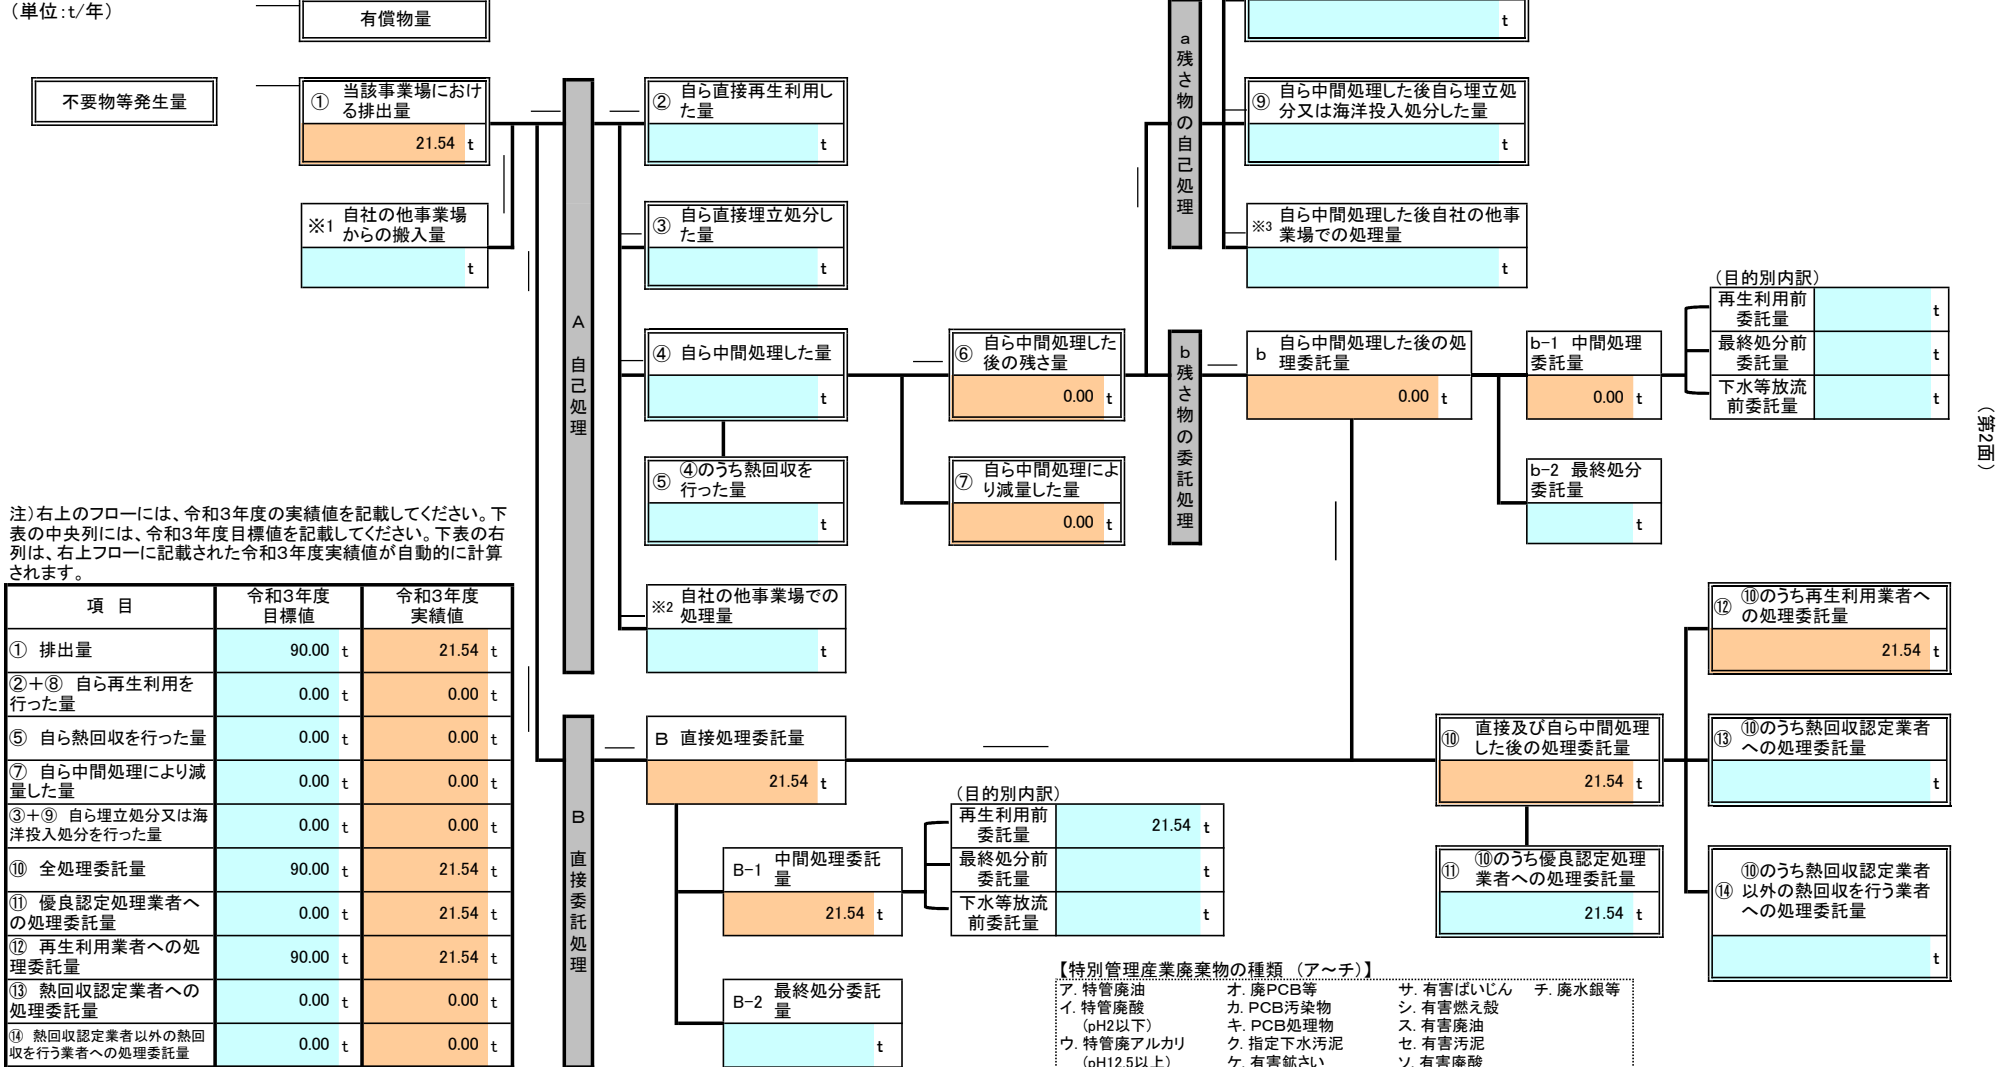 （単位:t/年）
有償物量
不要物等発生量
① 当該事業場におけ
る排出量
21.54 t
※1 自社の他事業場
からの搬入量
t
A 自己処理
② 自ら直接再生利用し
た量
t
③ 自ら直接埋立処分し
た量
t
④ 自ら中間処理した量
t
⑤ ④のうち熱回収を
行った量
t
※2 自社の他事業場での
処理量
t
⑥ 自ら中間処理した
後の残さ量
0.00 t
⑦ 自ら中間処理によ
り減量した量
0.00 t
a 残さ物の自己処理
t
⑨ 自ら中間処理した後自ら埋立処
分又は海洋投入処分した量
t
※3 自ら中間処理した後自社の他事
業場での処理量
t
b 残さ物の委託処理
b 自ら中間処理した後の処
理委託量
0.00 t
b-1 中間処理
委託量
0.00 t
b-2 最終処分
委託量
t
（目的別内訳）
再生利用前
委託量 t
最終処分前
委託量 t
下水等放流
前委託量 t
（第2面）
注）右上のフローには、令和3年度の実績値を記載してください。下
表の中央列には、令和3年度目標値を記載してください。下表の右
列は、右上フローに記載された令和3年度実績値が自動的に計算
されます。
項 目 令和3年度 目標値 令和3年度 実績値
① 排出量 90.00 t 21.54 t
②＋⑧ 自ら再生利用を
行った量 0.00 t 0.00 t
⑤ 自ら熱回収を行った量 0.00 t 0.00 t
⑦ 自ら中間処理により減
量した量 0.00 t 0.00 t
③＋⑨ 自ら埋立処分又は海
洋投入処分を行った量 0.00 t 0.00 t
⑩ 全処理委託量 90.00 t 21.54 t
⑪ 優良認定処理業者へ
の処理委託量 0.00 t 21.54 t
⑫ 再生利用業者への処
理委託量 90.00 t 21.54 t
⑬ 熱回収認定業者への
処理委託量 0.00 t 0.00 t
⑭ 熱回収認定業者以外の熱回
収を行う業者への処理委託量 0.00 t 0.00 t
B 直接委託処理
B 直接処理委託量
21.54 t
B-1 中間処理委託
量
21.54 t
B-2 最終処分委託
量
t
（目的別内訳）
再生利用前
委託量 21.54 t
最終処分前
委託量 t
下水等放流
前委託量 t
⑩ 直接及び自ら中間処理
した後の処理委託量
21.54 t
⑪ ⑩のうち優良認定処理
業者への処理委託量
21.54 t
⑫ ⑩のうち再生利用業者へ
の処理委託量
21.54 t
⑬ ⑩のうち熱回収認定業者
への処理委託量
t
⑭ ⑩のうち熱回収認定業者
以外の熱回収を行う業者
への処理委託量
t
【特別管理産業廃棄物の種類 （ア～チ）】
ア. 特管廃油 オ. 廃PCB等 サ. 有害ばいじん チ. 廃水銀等
イ. 特管廃酸 カ. PCB汚染物 シ. 有害燃え殻
（pH2以下） キ. PCB処理物 ス. 有害廃油
ウ. 特管廃アルカリ ク. 指定下水汚泥 セ. 有害汚泥
（pH12.5以上） ケ. 有害鉱さい ソ. 有害廃酸